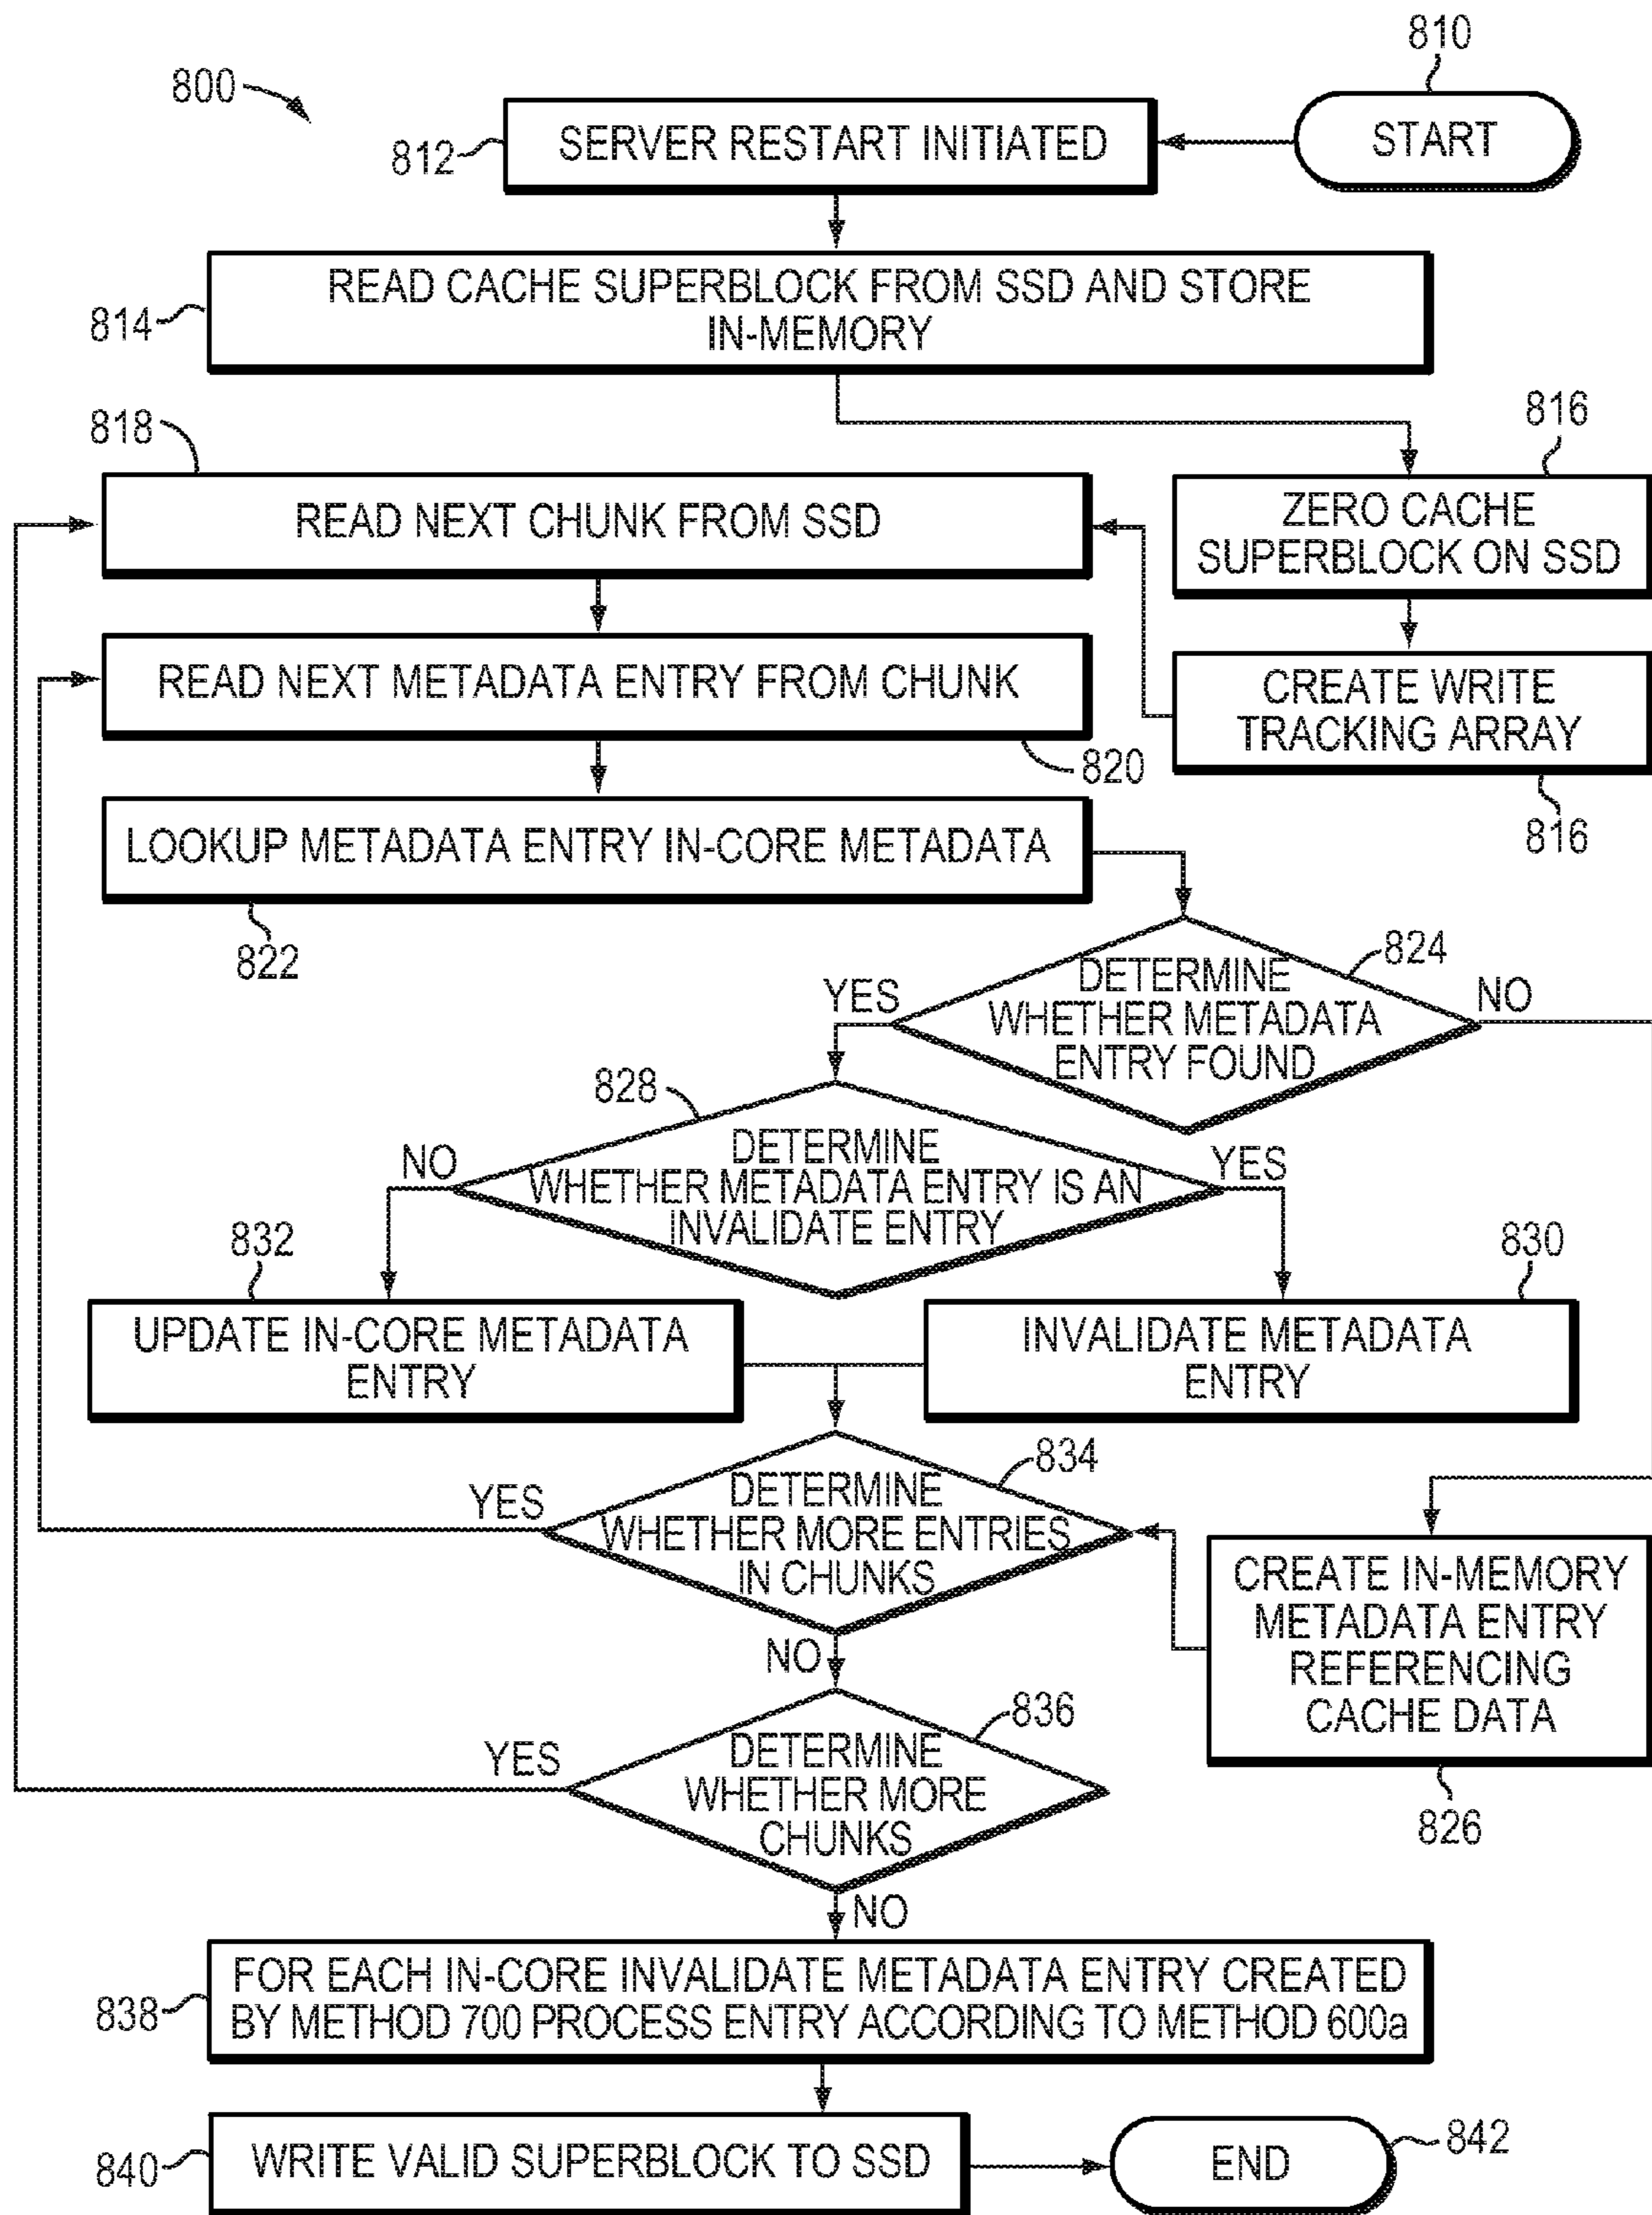 800
810
START
SERVER RESTART INITIATED
812
READ CACHE SUPERBLOCK FROM SSD AND STORE
IN-MEMORY
814
816
ZERO CACHE
SUPERBLOCK ON SSD
CREATE WRITE
TRACKING ARRAY
816
818
READ NEXT CHUNK FROM SSD
READ NEXT METADATA ENTRY FROM CHUNK
820
LOOKUP METADATA ENTRY IN-CORE METADATA
822
824
DETERMINE
WHETHER METADATA
ENTRY FOUND
YES
NO
828
DETERMINE
WHETHER METADATA ENTRY IS AN
INVALIDATE ENTRY
NO
YES
832
UPDATE IN-CORE METADATA
ENTRY
830
INVALIDATE METADATA
ENTRY
834
DETERMINE
WHETHER MORE ENTRIES
IN CHUNKS
YES
NO
CREATE IN-MEMORY
METADATA ENTRY
REFERENCING
CACHE DATA
826
836
DETERMINE
WHETHER MORE
CHUNKS
YES
NO
FOR EACH IN-CORE INVALIDATE METADATA ENTRY CREATED
BY METHOD 700 PROCESS ENTRY ACCORDING TO METHOD 600a
838
WRITE VALID SUPERBLOCK TO SSD
840
END
842